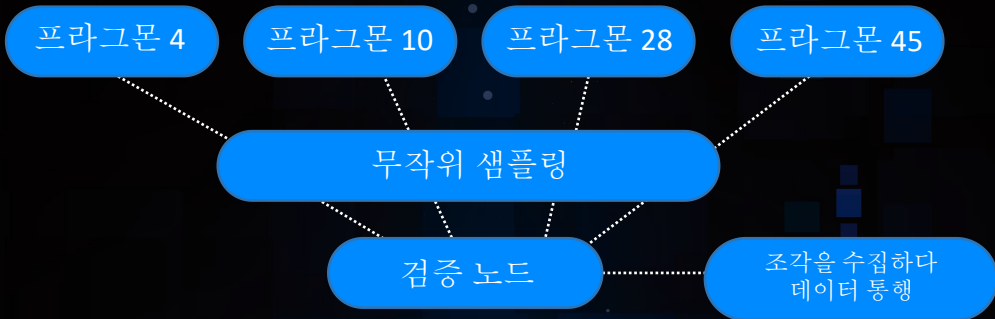 프라그몬 4
프라그몬 10
프라그몬 28
프라그몬 45
무작위 샘플링
검증 노드
조각을 수집하다
데이터 통행